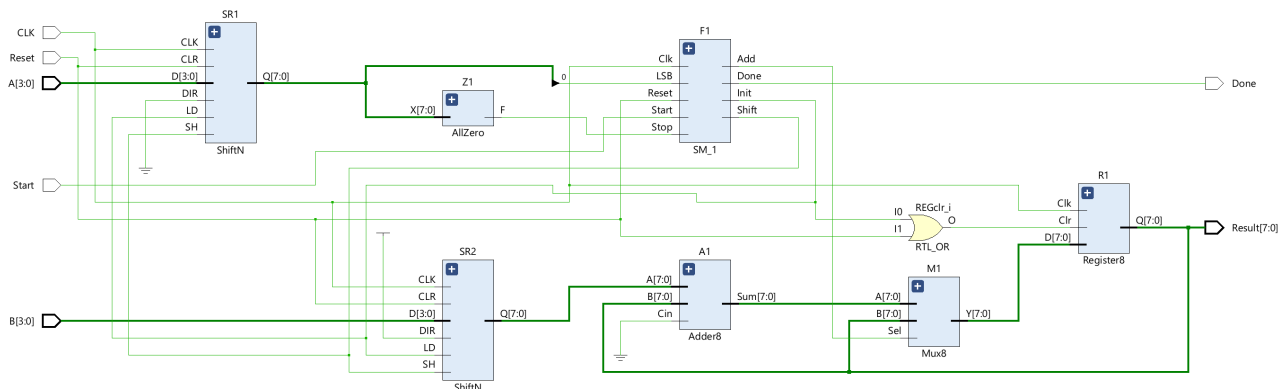 SR1
CLK
Reset
A[3:0]
CLK
CLR
D[3:0]
DIR
LD
SH
Q[7:0]
ShiftN
Z1
X[7:0]
F
AllZero
0
F1
Clk
LSB
Reset
Start
Stop
Add
Done
Init
Shift
SM_1
Done
Start
REGclr_i
I0
I1
O
RTL_OR
R1
Clk
Clr
D[7:0]
Q[7:0]
Register8
Result[7:0]
SR2
B[3:0]
CLK
CLR
D[3:0]
DIR
LD
SH
Q[7:0]
ShiftN
A1
A[7:0]
B[7:0]
Cin
Sum[7:0]
Adder8
M1
A[7:0]
B[7:0]
Sel
Y[7:0]
Mux8